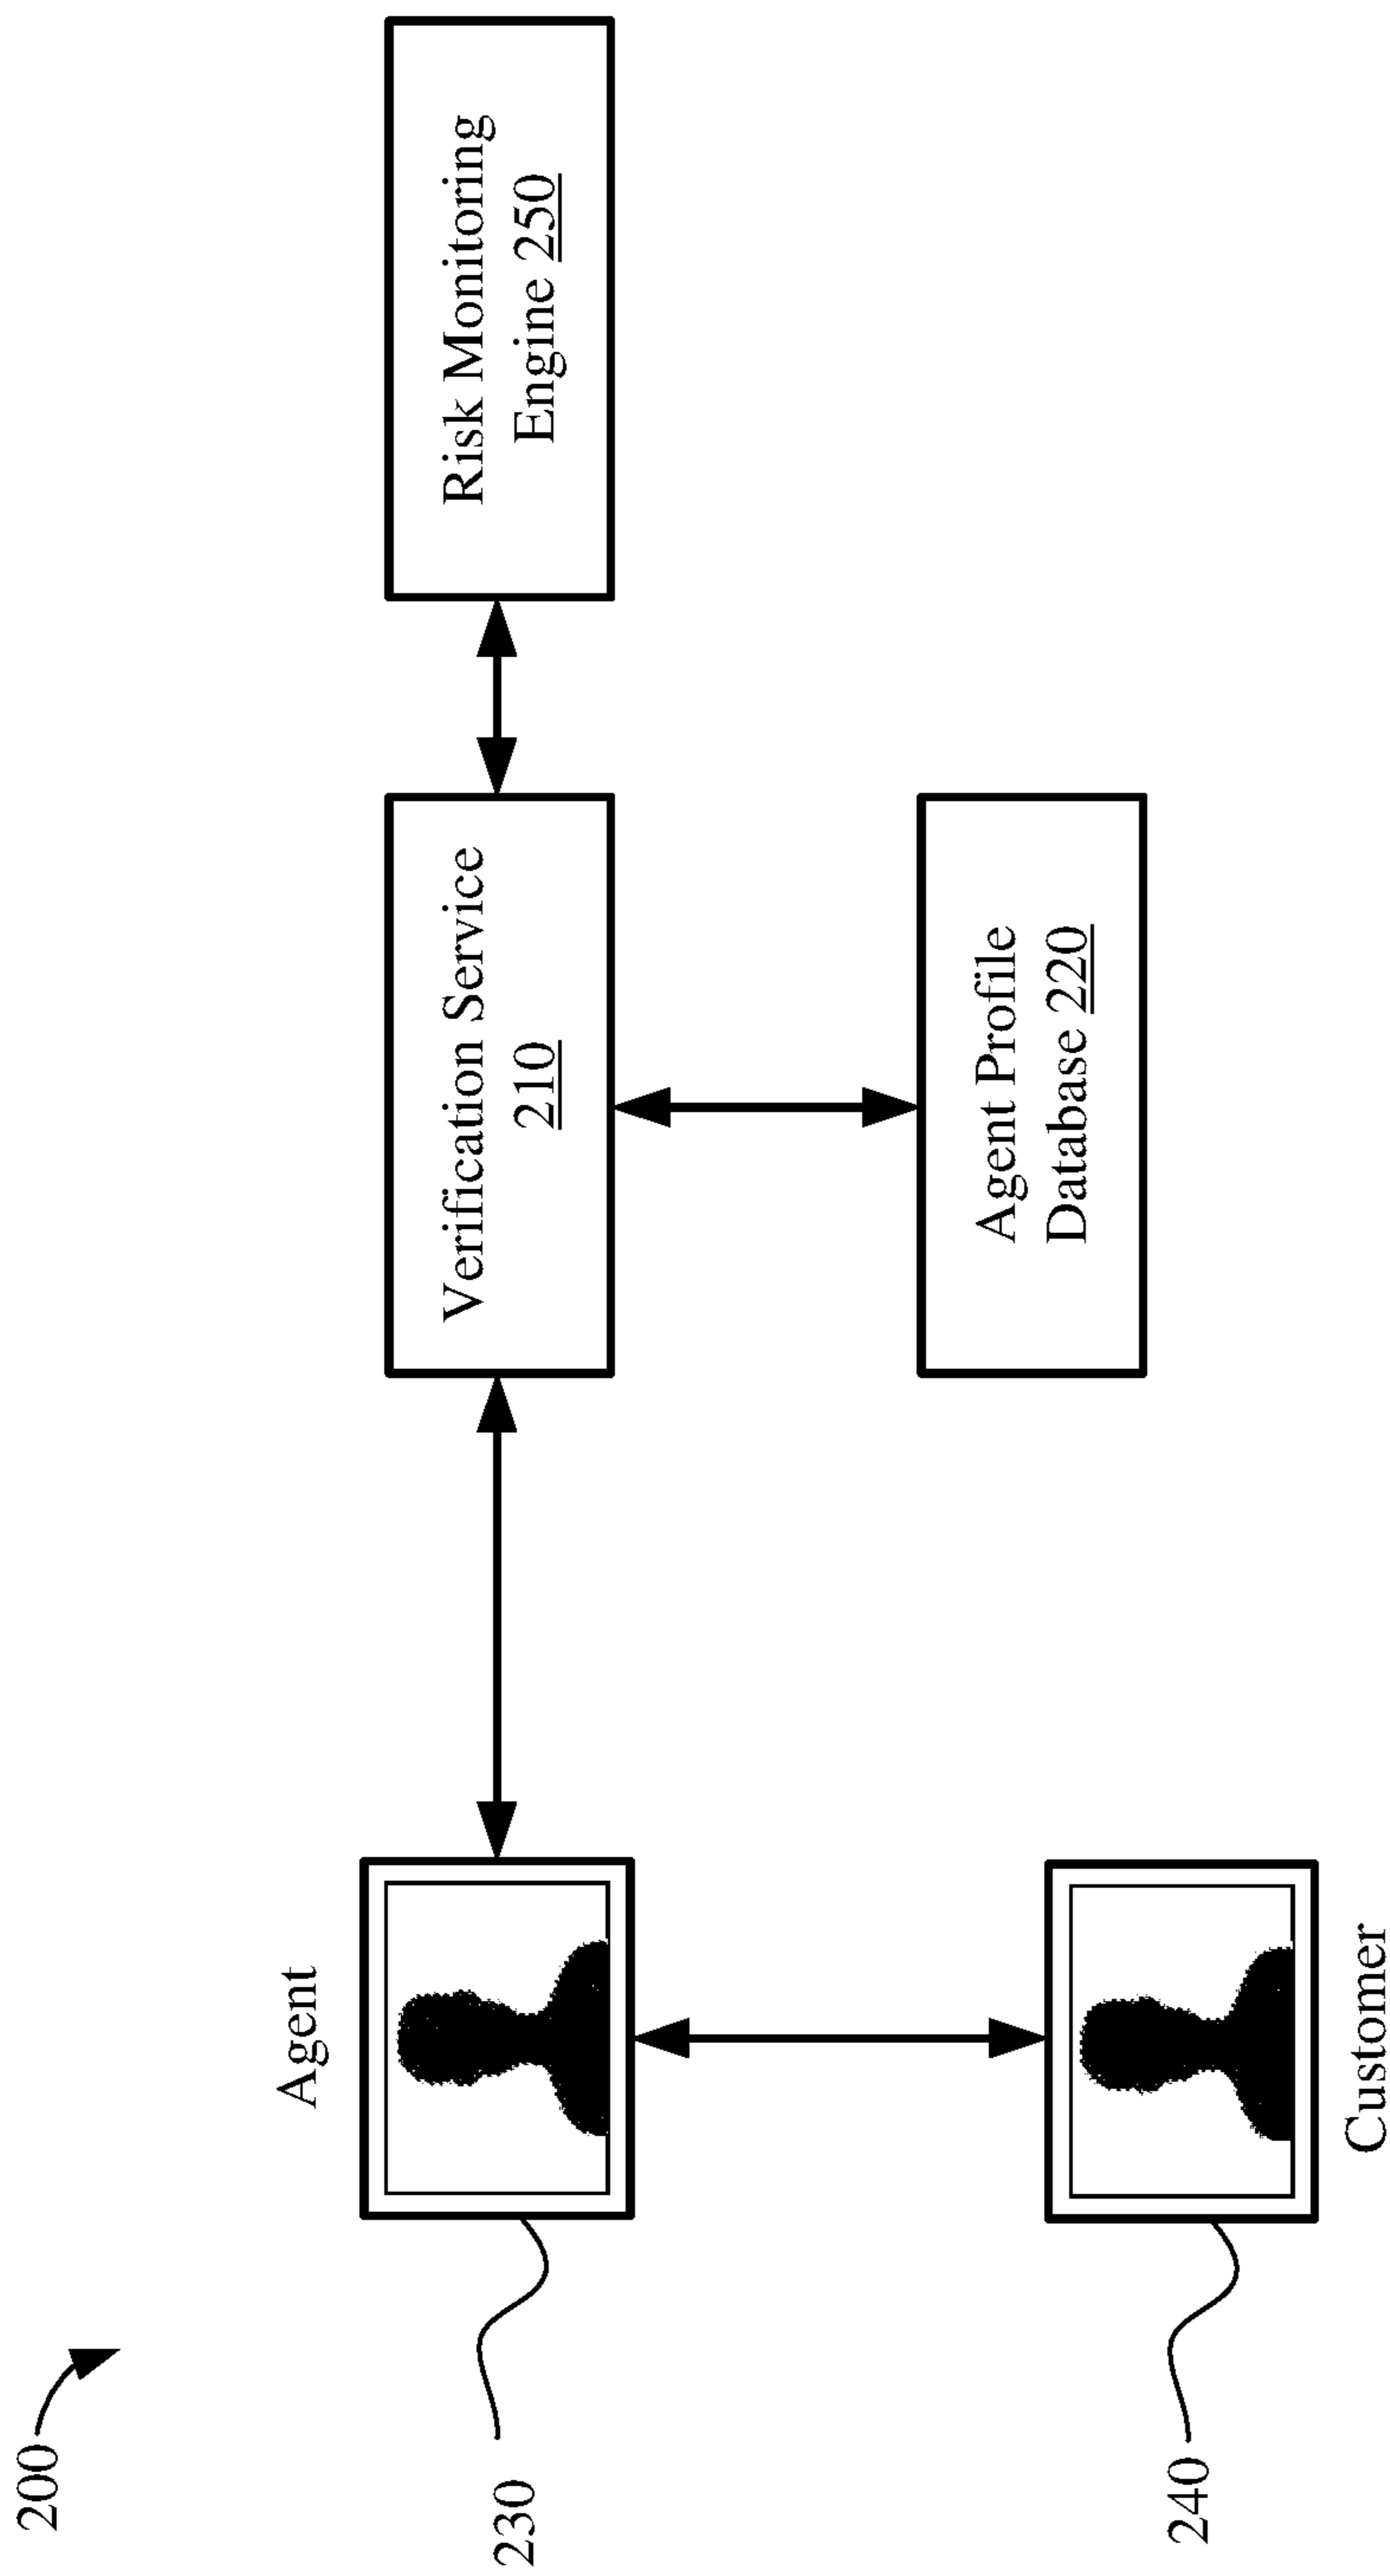 200
Agent
230
Verification Service
210
Risk Monitoring
Engine 250
Agent Profile
Database 220
240
Customer